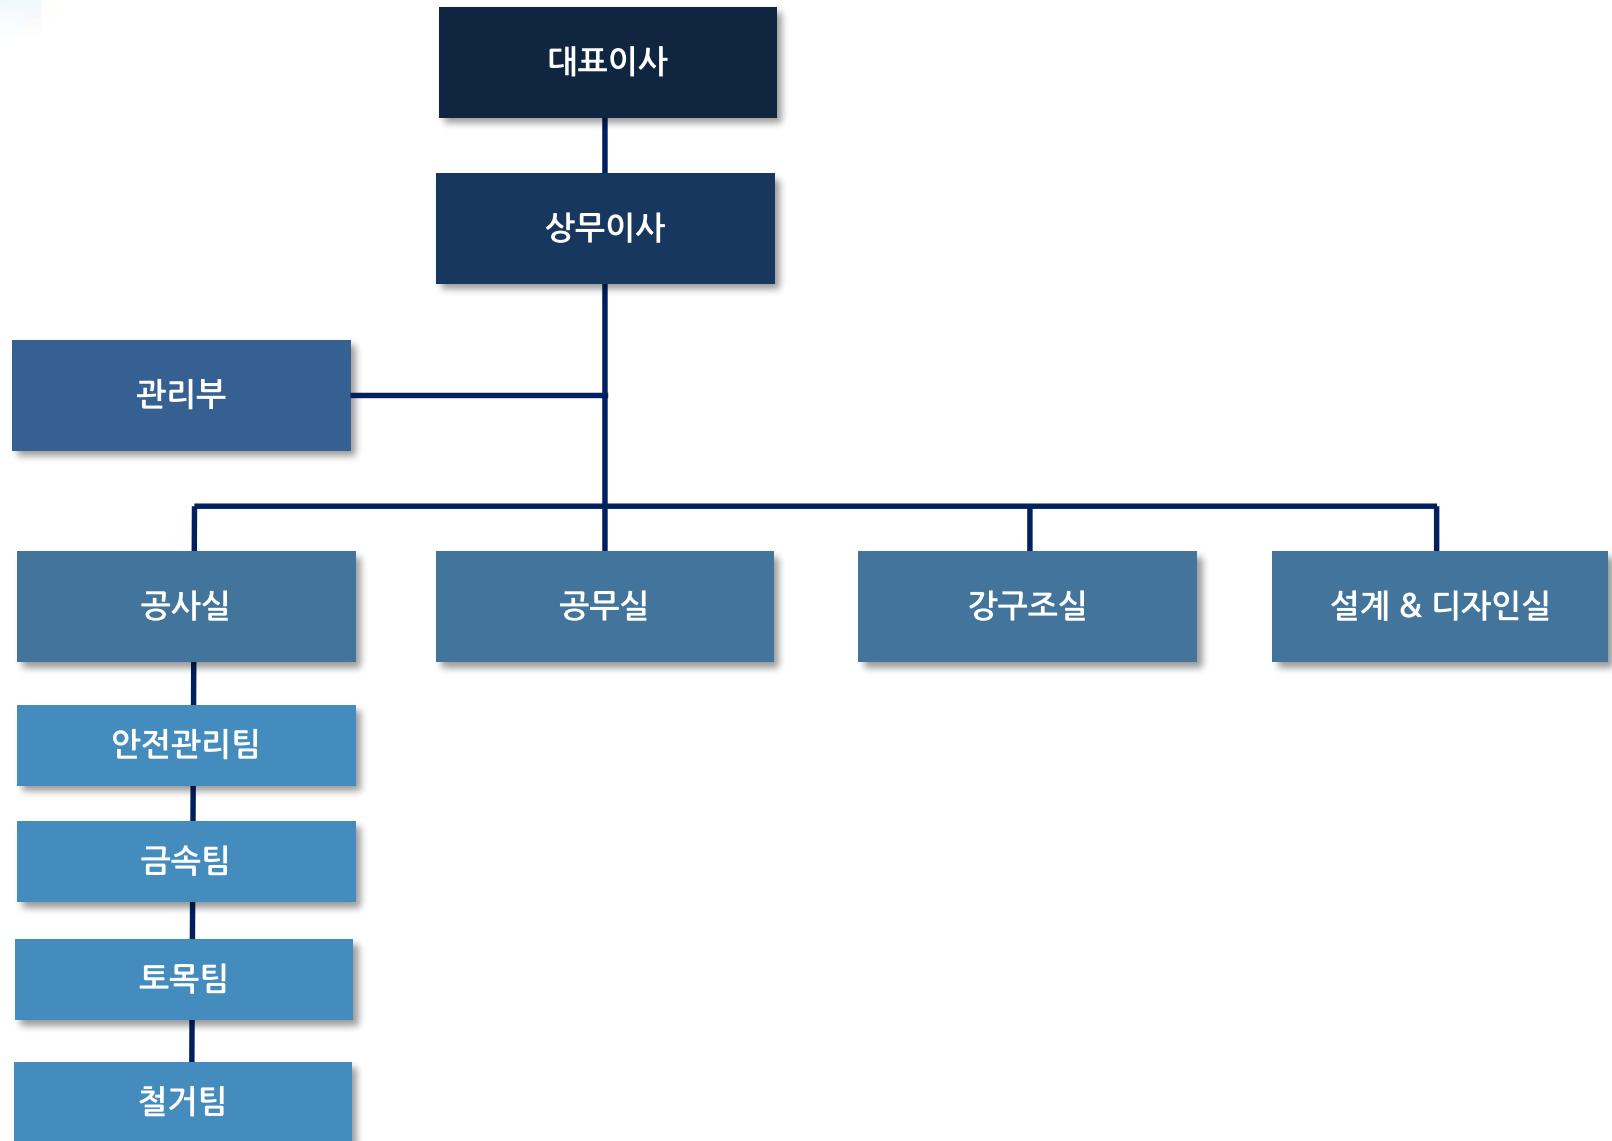 대표이사
상무이사
관리부
공사실
공무실
강구조실
설계 & 디자인실
안전관리팀
금속팀
토목팀
철거팀